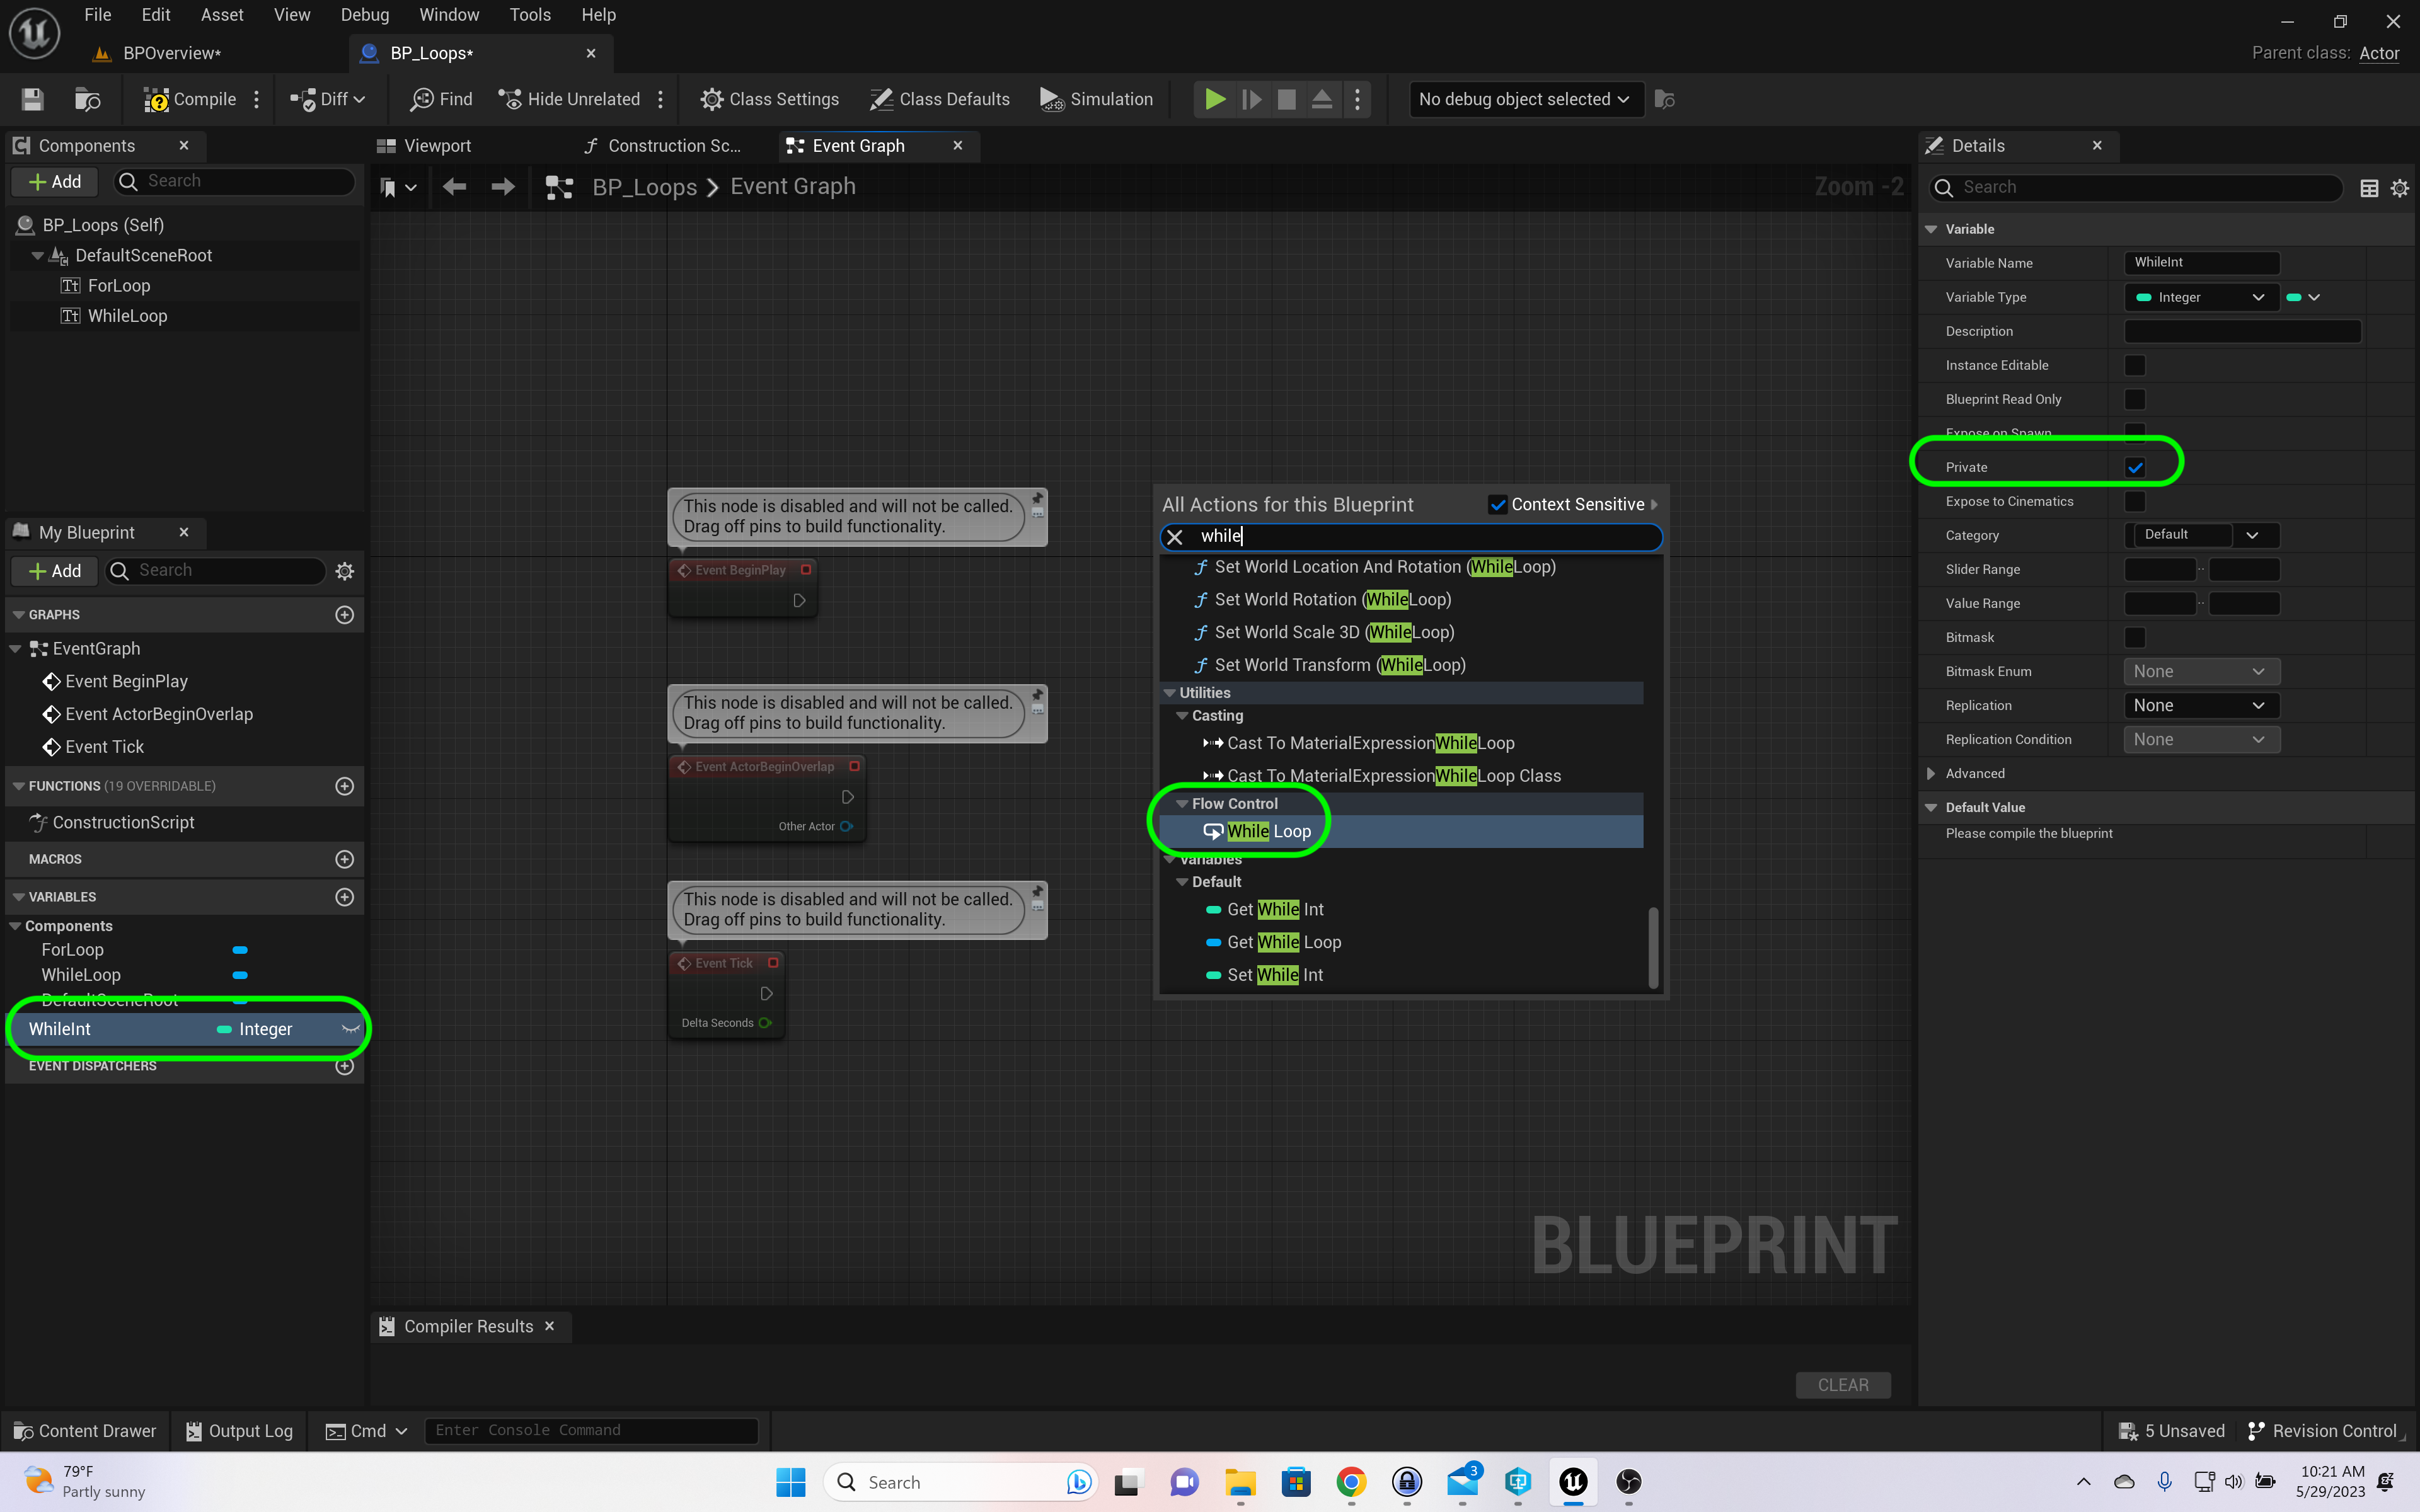 File Edit Asset View Debug Window Tools Help
BPOverview*
BP_Loops*
Parent class: Actor
Compile
Diff
Find
Hide Unrelated
Class Settings
Class Defaults
Simulation
No debug object selected
Components
Add
Search
BP_Loops (Self)
DefaultSceneRoot
Tt ForLoop
Tt WhileLoop
My Blueprint
Add
Search
GRAPHS
EventGraph
Event BeginPlay
Event ActorBeginOverlap
Event Tick
FUNCTIONS (19 OVERRIDABLE)
ConstructionScript
MACROS
VARIABLES
Components
ForLoop
WhileLoop
DefaultSceneRoot
WhileInt Integer
EVENT DISPATCHERS
Viewport
Construction Sc...
Event Graph
BP_Loops > Event Graph
Zoom -2
This node is disabled and will not be called.
Drag off pins to build functionality.
Event BeginPlay
This node is disabled and will not be called.
Drag off pins to build functionality.
Event ActorBeginOverlap
Other Actor
This node is disabled and will not be called.
Drag off pins to build functionality.
Event Tick
Delta Seconds
All Actions for this Blueprint
Context Sensitive
while
Set World Location And Rotation (WhileLoop)
Set World Rotation (WhileLoop)
Set World Scale 3D (WhileLoop)
Set World Transform (WhileLoop)
Utilities
Casting
Cast To MaterialExpressionWhileLoop
Cast To MaterialExpressionWhileLoop Class
Flow Control
While Loop
Variables
Default
Get While Int
Get While Loop
Set While Int
BLUEPRINT
Compiler Results
CLEAR
Details
Search
Variable
Variable Name WhileInt
Variable Type Integer
Description
Instance Editable
Blueprint Read Only
Expose on Spawn
Private
Expose to Cinematics
Category Default
Slider Range
Value Range
Bitmask
Bitmask Enum None
Replication None
Replication Condition None
Advanced
Default Value
Please compile the blueprint
Content Drawer
Output Log
Cmd
Enter Console Command
5 Unsaved
Revision Control
79°F
Partly sunny
Search
3
10:21 AM
5/29/2023